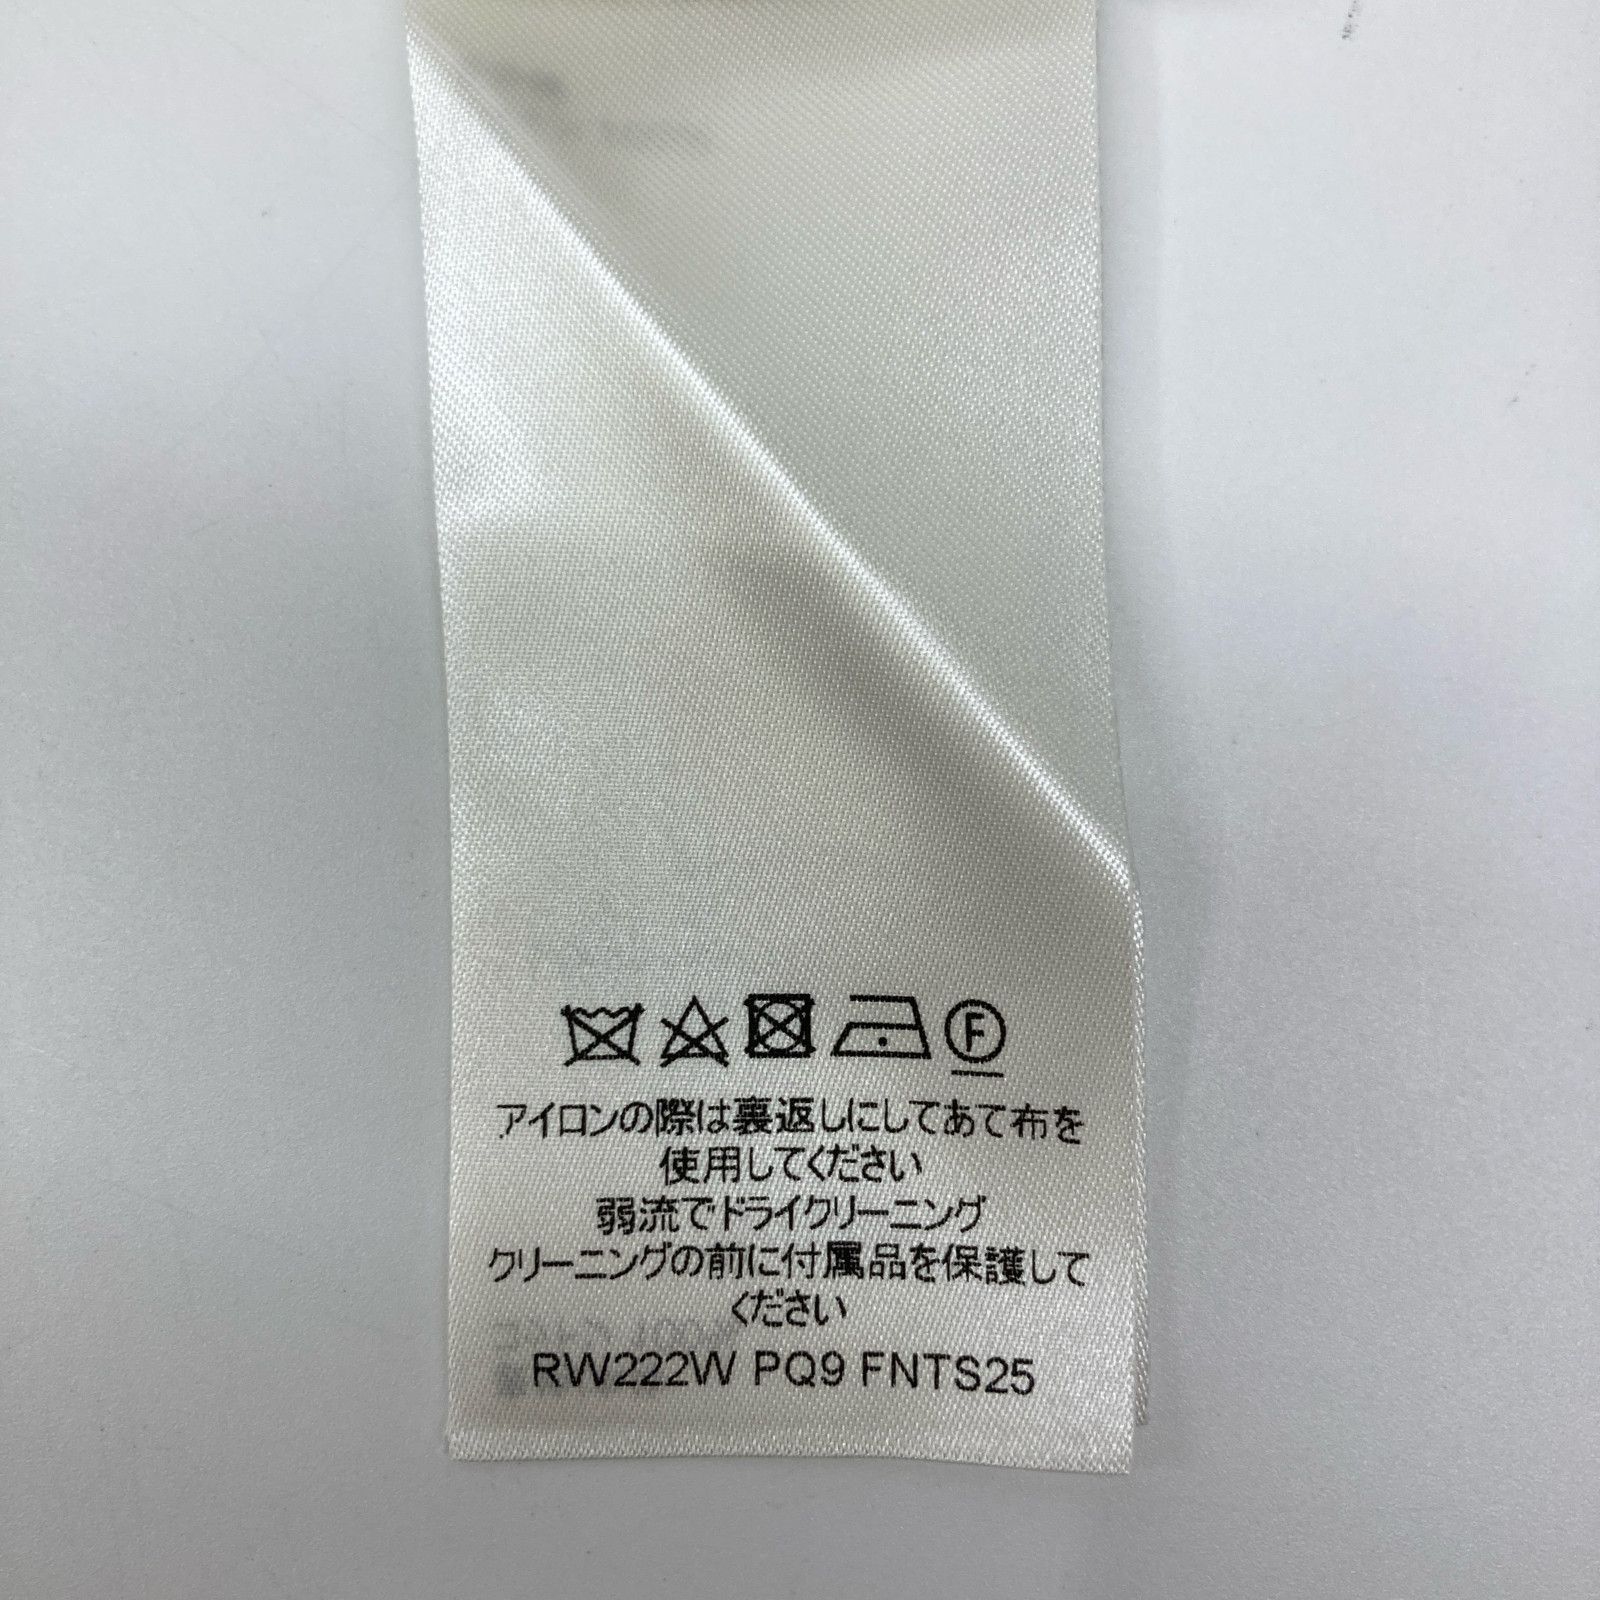 F
アイロンの際は裏返しにしてあて布を
使用してください
弱流でドライクリーニング
クリーニングの前に付属品を保護して
ください
RW222W PQ9 FNTS25